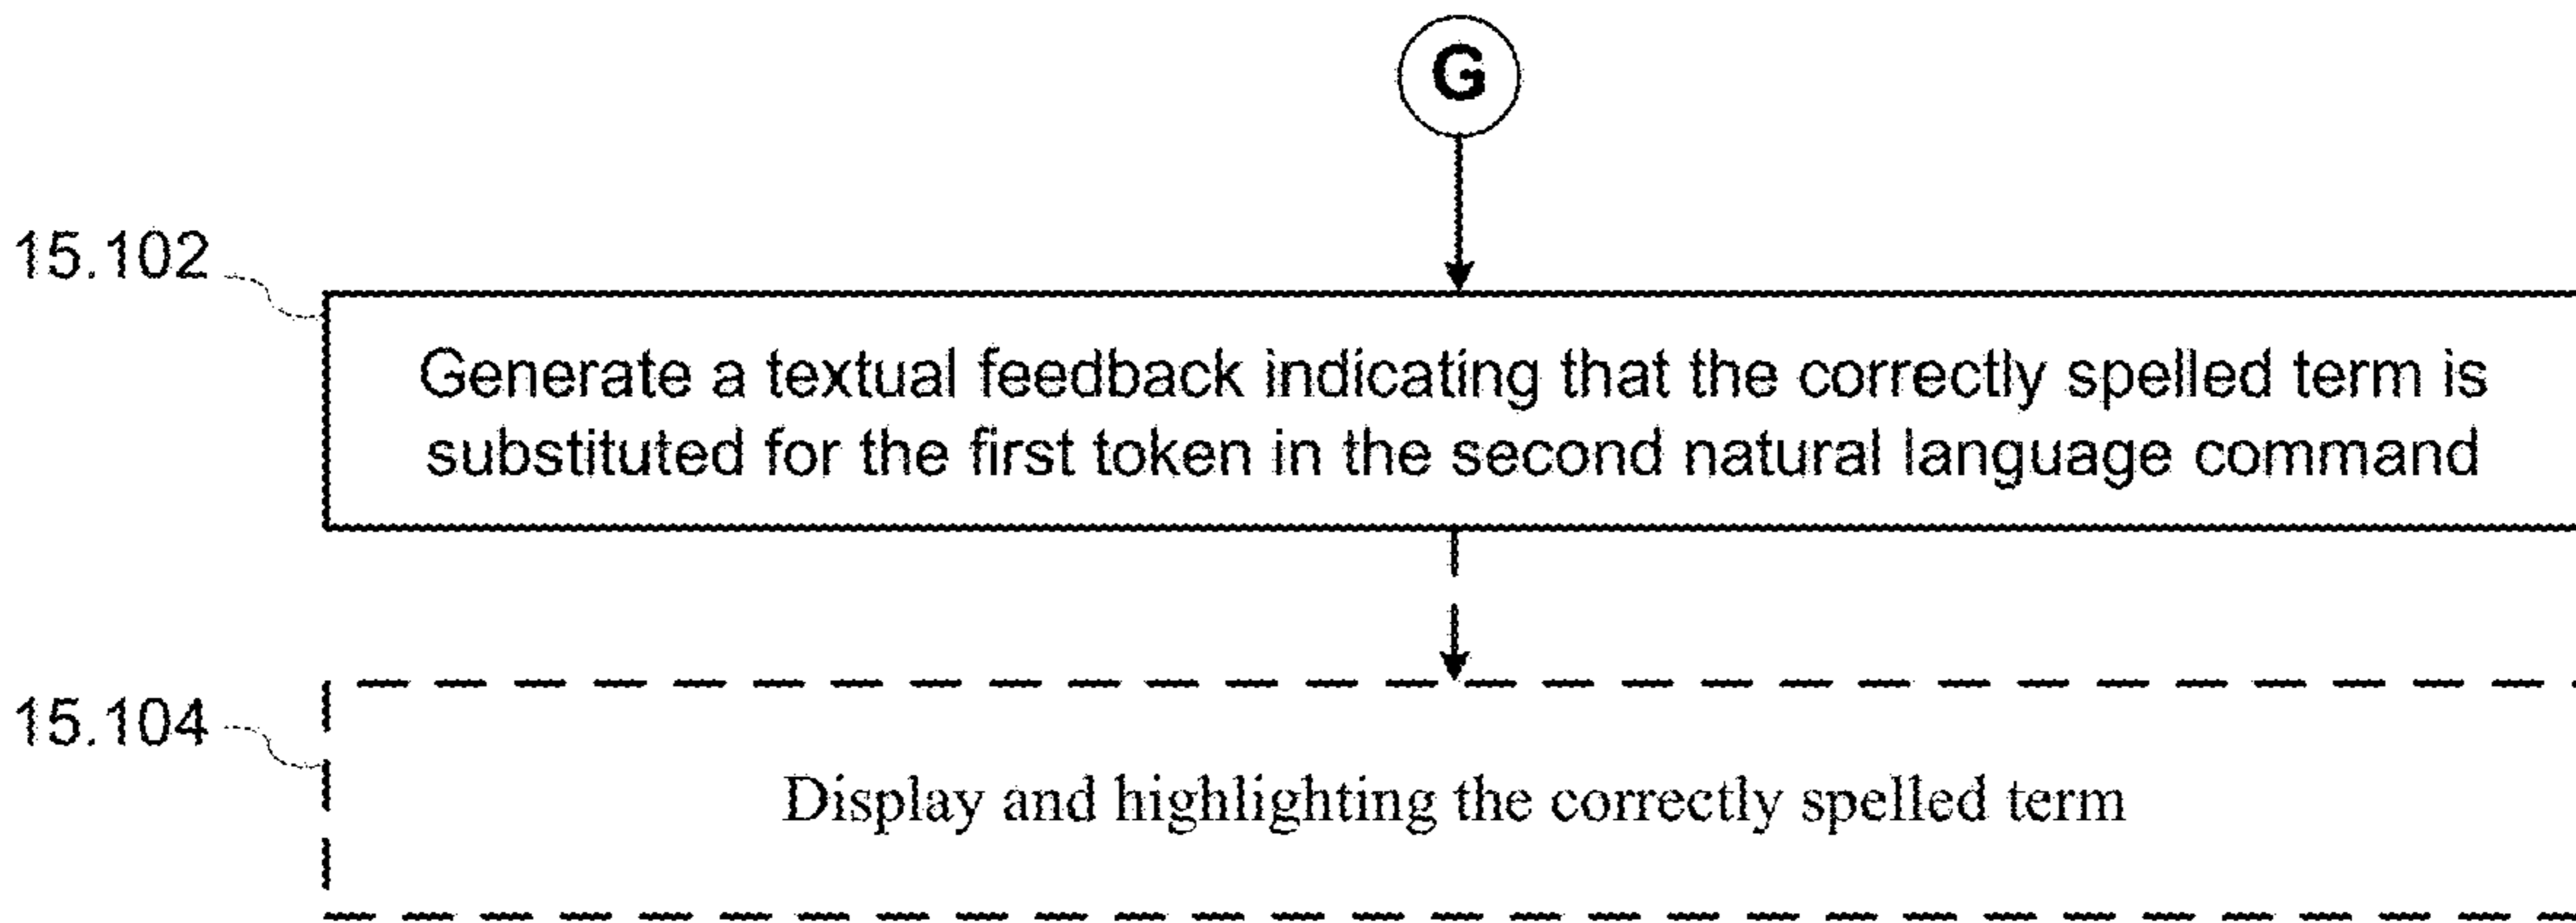 G
15.102
Generate a textual feedback indicating that the correctly spelled term is
substituted for the first token in the second natural language command
15.104
Display and highlighting the correctly spelled term